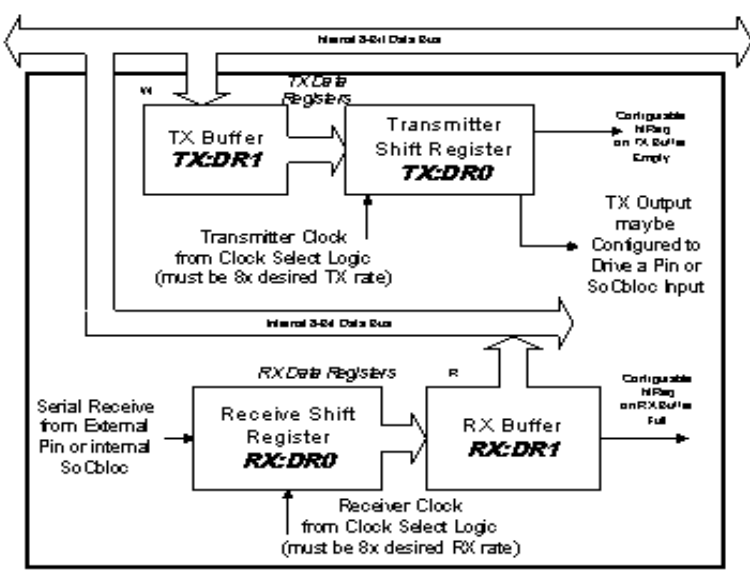 Internal 8-bit Data Bus
W
TX Data
Registers
TX Buffer
TX:DR1
Transmitter
Shift Register
TX:DR0
Configurable
on TX Buffer
Empty
Transmitter Clock
from Clock Select Logic
(must be 8x desired TX rate)
TX Output
may be
Configured to
Drive a Pin or
SoCbloc Input
Internal 8-bit Data Bus
RX Data Registers
R
Serial Receive
from External
Pin or internal
SoCbloc
Receive Shift
Register
RX:DR0
RX Buffer
RX:DR1
Configurable
on RX Buffer
Full
Receiver Clock
from Clock Select Logic
(must be 8x desired RX rate)